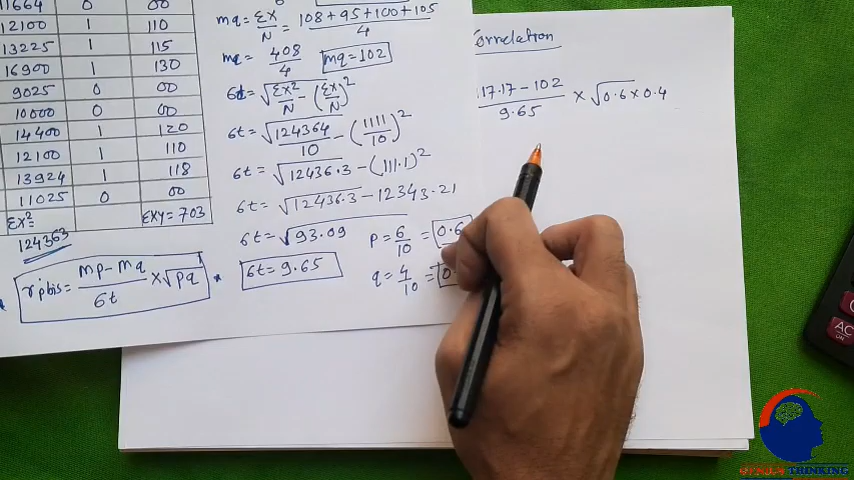 11664 0 00
12100 1 110
13225 1 115
16900 1 130
9025 0 00
10000 0 00
14400 1 120
12100 1 110
13924 1 118
11025 0 00
Σx²= Σxy=703
124363
r'pbis = Mp-Mq / 6t × √pq
mq = Σx/N = 108+95+100+105 / 4
mq = 408/4 mq=102
6t = √Σx²/N - (Σx/N)²
6t = √124364/10 - (1111/10)²
6t = √12436.3 - (111.1)²
6t = √12436.3 - 12343.21
6t = √93.09
6t = 9.65
p = 6/10 = 0.6
q = 4/10 =
Correlation
117.17 - 102 / 9.65 × √0.6×0.4
AC
ON
THINKING